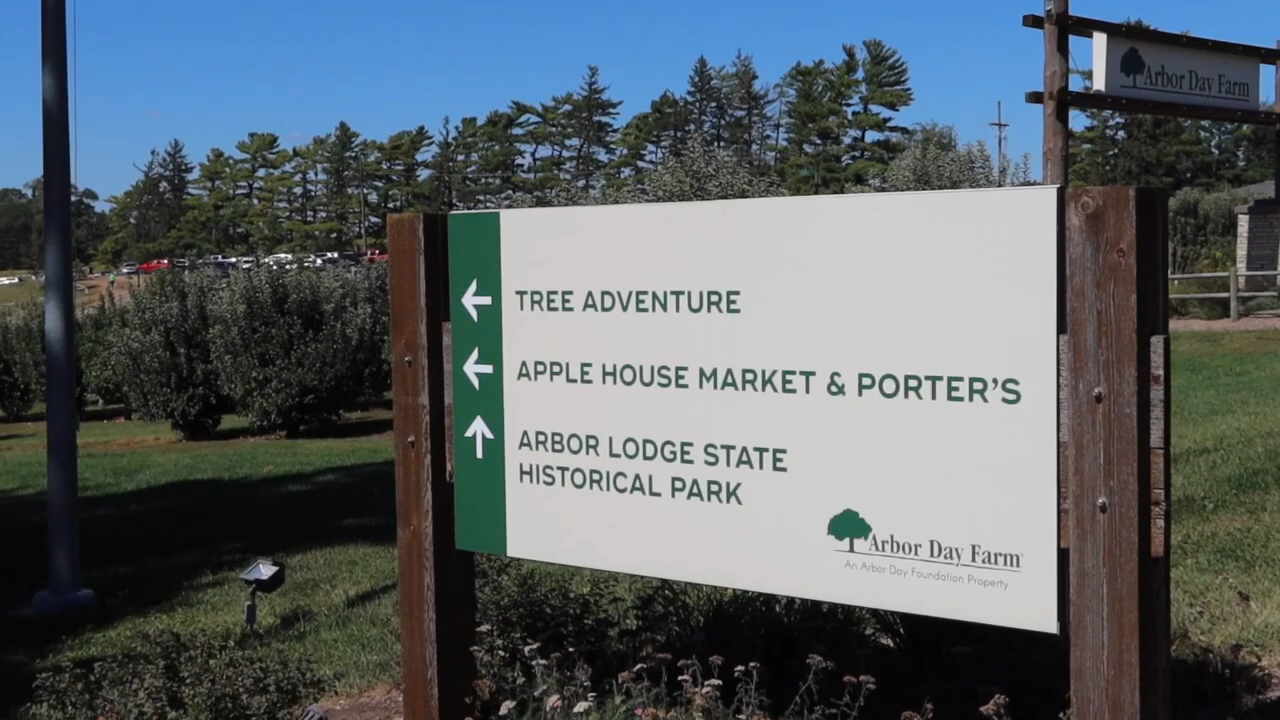 Arbor Day Farm
TREE ADVENTURE
APPLE HOUSE MARKET & PORTER'S
ARBOR LODGE STATE
HISTORICAL PARK
Arbor Day Farm
An Arbor Day Foundation Property